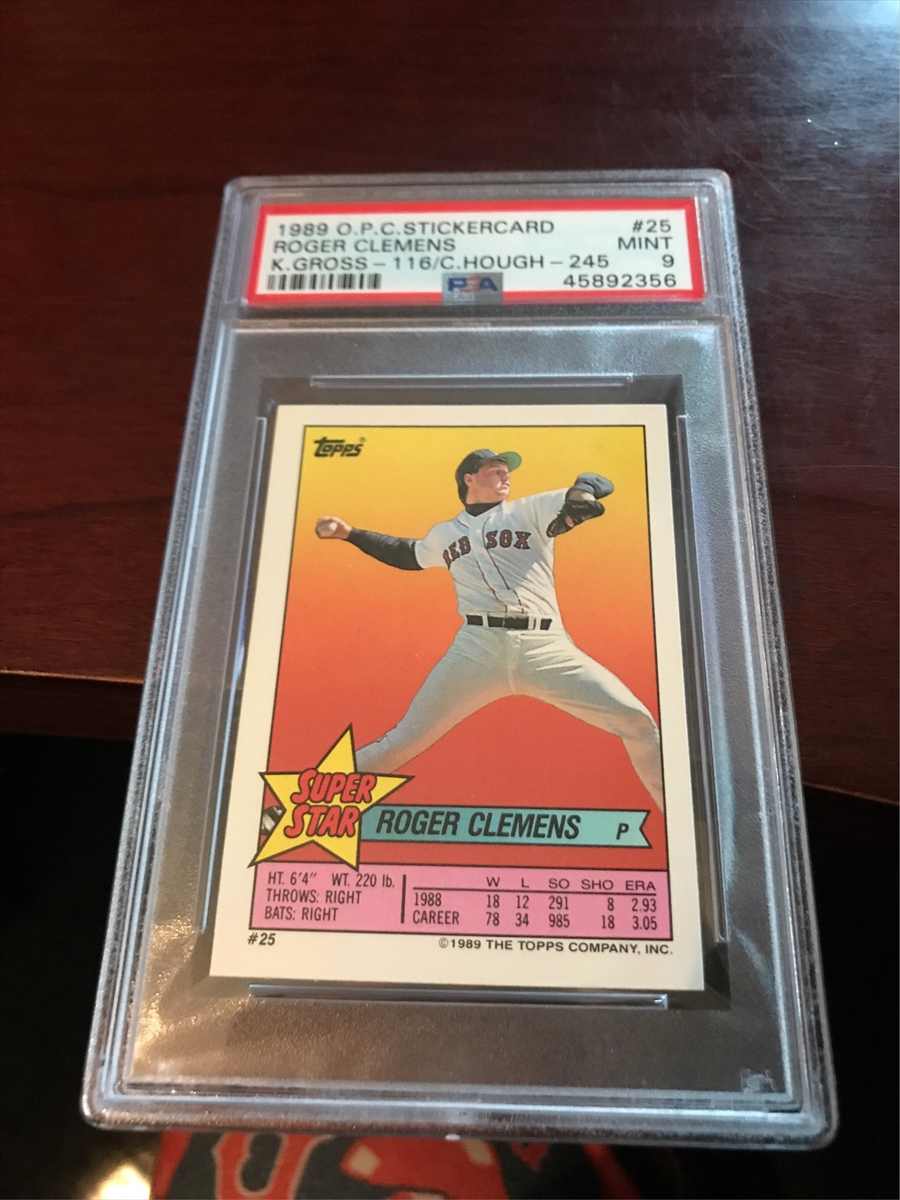 1989 O.P.C.STICKERCARD #25
ROGER CLEMENS MINT
K.GROSS-116/C.HOUGH-245 9
PSA 45892356
topps®
RED SOX
SUPER
STAR
ROGER CLEMENS P
HT. 6'4" WT. 220 lb.
THROWS: RIGHT
BATS: RIGHT
W L SO SHO ERA
1988 18 12 291 8 2.93
CAREER 78 34 985 18 3.05
#25 ©1989 THE TOPPS COMPANY, INC.